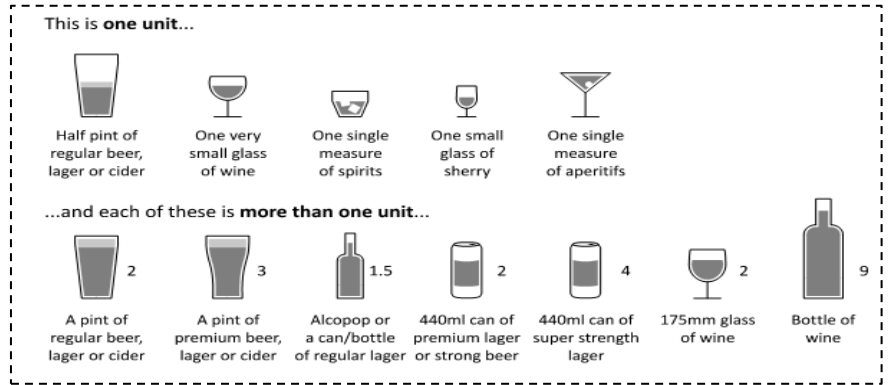 This is one unit...
Half pint of
regular beer,
lager or cider
One very
small glass
of wine
One single
measure
of spirits
One small
glass of
sherry
One single
measure
of aperitifs
...and each of these is more than one unit...
2
3
1.5
2
4
2
9
A pint of
regular beer,
lager or cider
A pint of
premium beer,
lager or cider
Alcopop or
a can/bottle
of regular lager
440ml can of
premium lager
or strong beer
440ml can of
super strength
lager
175mm glass
of wine
Bottle of
wine